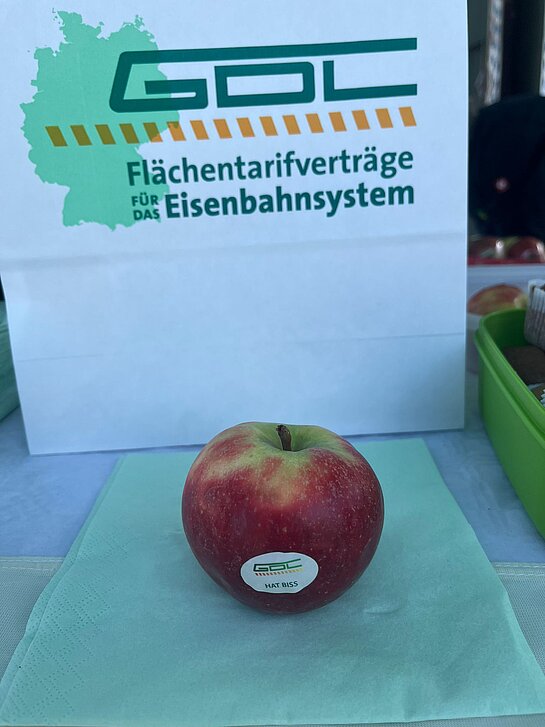 GDL
Flächentarifverträge
FÜR DAS Eisenbahnsystem
GDL
HAT BISS